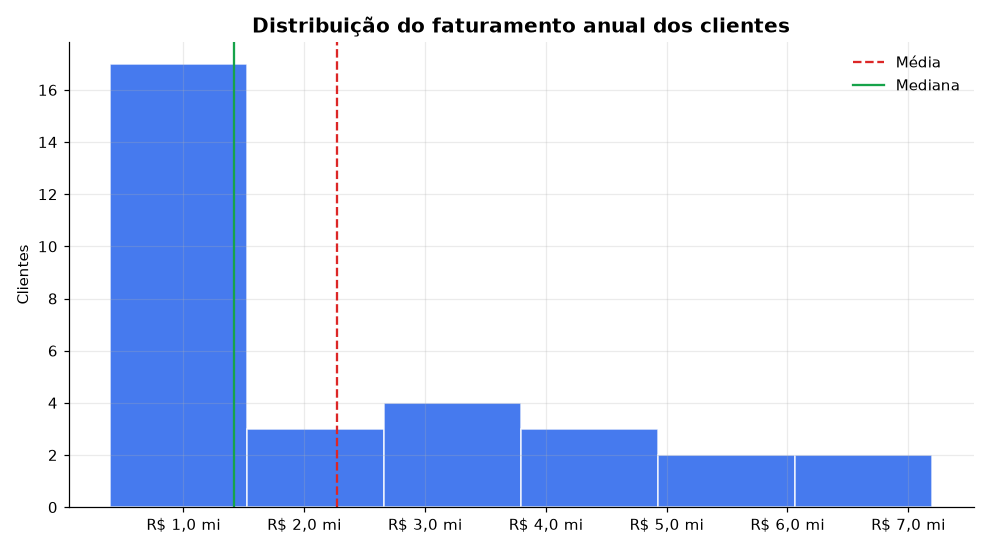 Distribuição do faturamento anual dos clientes
Média
Mediana
Clientes
16
14
12
10
8
6
4
2
0
R$ 1,0 mi R$ 2,0 mi R$ 3,0 mi R$ 4,0 mi R$ 5,0 mi R$ 6,0 mi R$ 7,0 mi